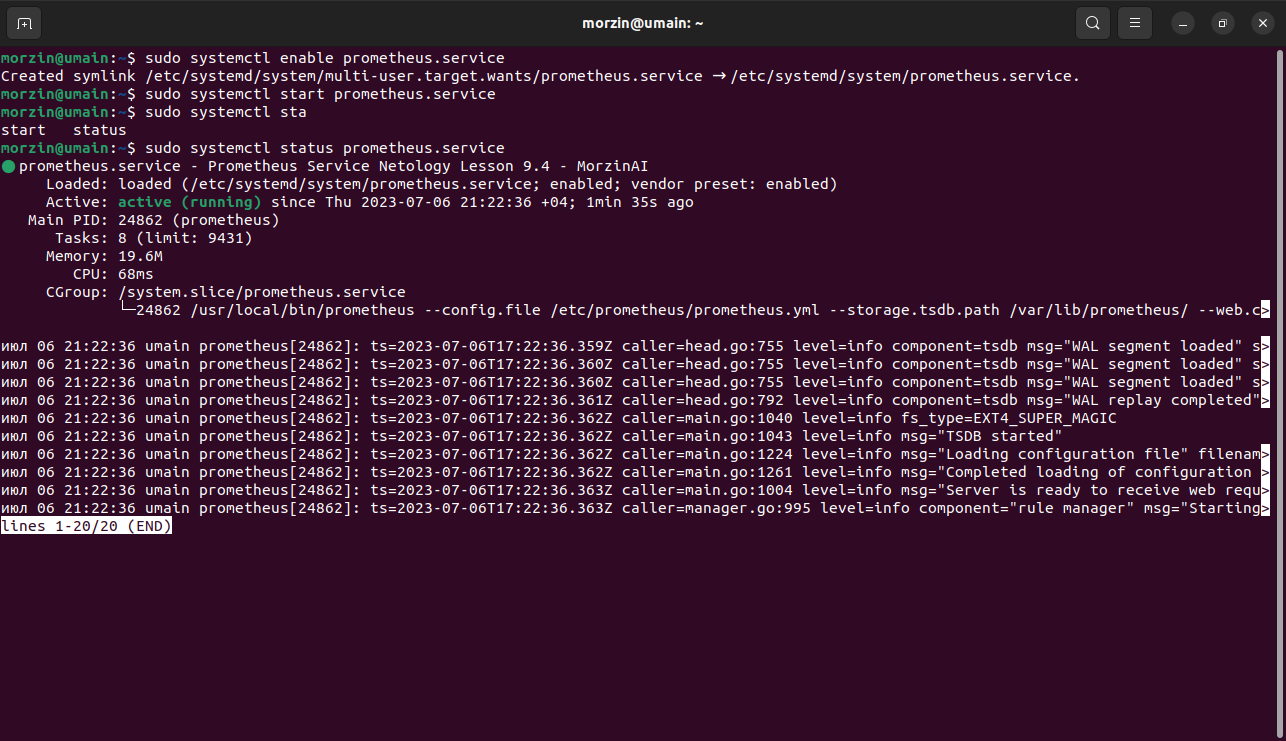 morzin@umain: ~
morzin@umain:~$ sudo systemctl enable prometheus.service
Created symlink /etc/systemd/system/multi-user.target.wants/prometheus.service → /etc/systemd/system/prometheus.service.
morzin@umain:~$ sudo systemctl start prometheus.service
morzin@umain:~$ sudo systemctl sta
start   status
morzin@umain:~$ sudo systemctl status prometheus.service
● prometheus.service - Prometheus Service Netology Lesson 9.4 - MorzinAI
     Loaded: loaded (/etc/systemd/system/prometheus.service; enabled; vendor preset: enabled)
     Active: active (running) since Thu 2023-07-06 21:22:36 +04; 1min 35s ago
   Main PID: 24862 (prometheus)
      Tasks: 8 (limit: 9431)
     Memory: 19.6M
        CPU: 68ms
     CGroup: /system.slice/prometheus.service
             └─24862 /usr/local/bin/prometheus --config.file /etc/prometheus/prometheus.yml --storage.tsdb.path /var/lib/prometheus/ --web.c>
июл 06 21:22:36 umain prometheus[24862]: ts=2023-07-06T17:22:36.359Z caller=head.go:755 level=info component=tsdb msg="WAL segment loaded" s>
июл 06 21:22:36 umain prometheus[24862]: ts=2023-07-06T17:22:36.360Z caller=head.go:755 level=info component=tsdb msg="WAL segment loaded" s>
июл 06 21:22:36 umain prometheus[24862]: ts=2023-07-06T17:22:36.360Z caller=head.go:755 level=info component=tsdb msg="WAL segment loaded" s>
июл 06 21:22:36 umain prometheus[24862]: ts=2023-07-06T17:22:36.361Z caller=head.go:792 level=info component=tsdb msg="WAL replay completed">
июл 06 21:22:36 umain prometheus[24862]: ts=2023-07-06T17:22:36.362Z caller=main.go:1040 level=info fs_type=EXT4_SUPER_MAGIC
июл 06 21:22:36 umain prometheus[24862]: ts=2023-07-06T17:22:36.362Z caller=main.go:1043 level=info msg="TSDB started"
июл 06 21:22:36 umain prometheus[24862]: ts=2023-07-06T17:22:36.362Z caller=main.go:1224 level=info msg="Loading configuration file" filenam>
июл 06 21:22:36 umain prometheus[24862]: ts=2023-07-06T17:22:36.362Z caller=main.go:1261 level=info msg="Completed loading of configuration >
июл 06 21:22:36 umain prometheus[24862]: ts=2023-07-06T17:22:36.363Z caller=main.go:1004 level=info msg="Server is ready to receive web requ>
июл 06 21:22:36 umain prometheus[24862]: ts=2023-07-06T17:22:36.363Z caller=manager.go:995 level=info component="rule manager" msg="Starting>
lines 1-20/20 (END)